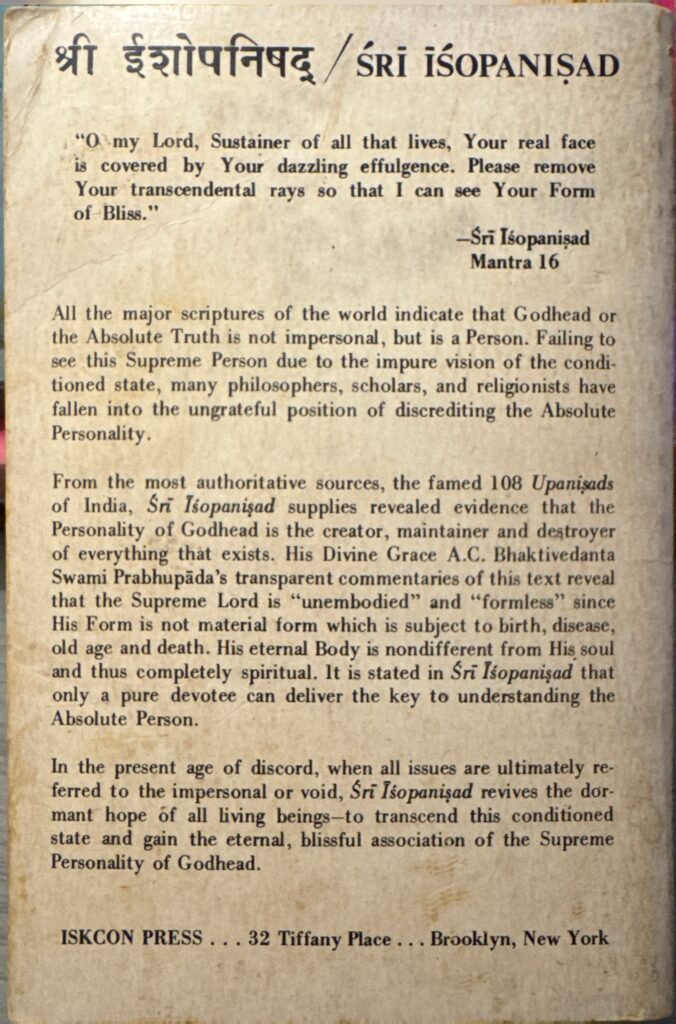 श्री ईशोपनिषद् / ŚRĪ ĪŚOPANIṢAD
“O my Lord, Sustainer of all that lives, Your real face
is covered by Your dazzling effulgence. Please remove
Your transcendental rays so that I can see Your Form
of Bliss.”
—Śrī Īśopaniṣad
Mantra 16
All the major scriptures of the world indicate that Godhead or
the Absolute Truth is not impersonal, but is a Person. Failing to
see this Supreme Person due to the impure vision of the condi-
tioned state, many philosophers, scholars, and religionists have
fallen into the ungrateful position of discrediting the Absolute
Personality.
From the most authoritative sources, the famed 108 Upaniṣads
of India, Śrī Īśopaniṣad supplies revealed evidence that the
Personality of Godhead is the creator, maintainer and destroyer
of everything that exists. His Divine Grace A.C. Bhaktivedanta
Swami Prabhupāda’s transparent commentaries of this text reveal
that the Supreme Lord is “unembodied” and “formless” since
His Form is not material form which is subject to birth, disease,
old age and death. His eternal Body is nondifferent from His soul
and thus completely spiritual. It is stated in Śrī Īśopaniṣad that
only a pure devotee can deliver the key to understanding the
Absolute Person.
In the present age of discord, when all issues are ultimately re-
ferred to the impersonal or void, Śrī Īśopaniṣad revives the dor-
mant hope of all living beings—to transcend this conditioned
state and gain the eternal, blissful association of the Supreme
Personality of Godhead.
ISKCON PRESS . . . 32 Tiffany Place . . . Brooklyn, New York